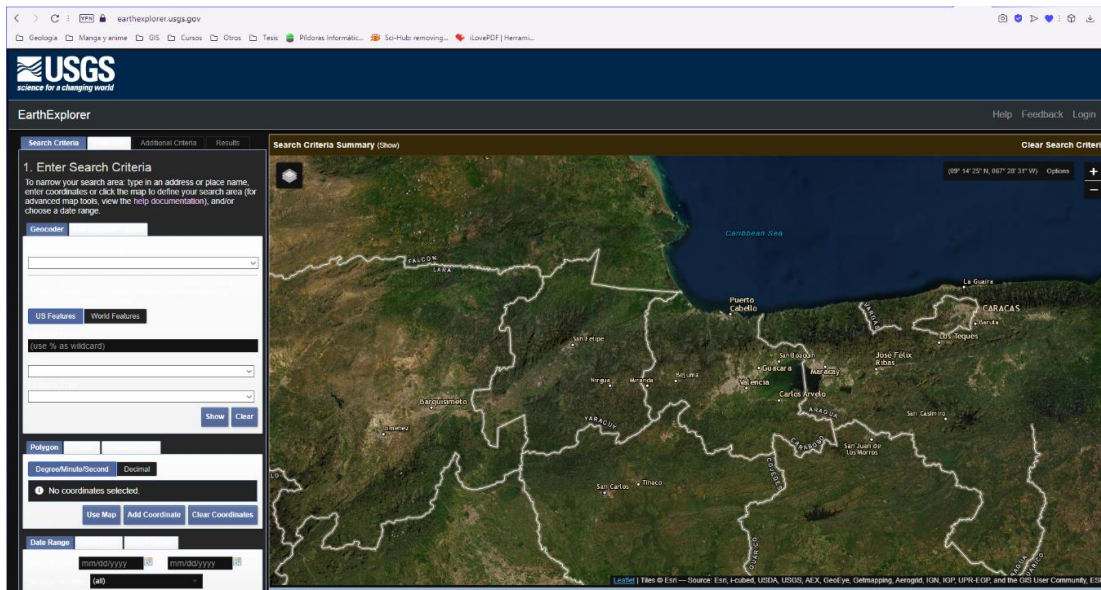 VPN earthexplorer.usgs.gov
Geologia Manga y anime GIS Cursos Otros Tesis Píldoras Informátic... Sci-Hub: removing... iLovePDF | Herrami...
USGS
science for a changing world
EarthExplorer
Help Feedback Login
Search Criteria Additional Criteria Results
Search Criteria Summary (Show)
Clear Search Criteri
1. Enter Search Criteria
To narrow your search area: type in an address or place name,
enter coordinates or click the map to define your search area (for
advanced map tools, view the help documentation), and/or
choose a date range.
Geocoder
US Features World Features
(use % as wildcard)
Show Clear
Polygon
Degree/Minute/Second Decimal
No coordinates selected.
Use Map Add Coordinate Clear Coordinates
Date Range
mm/dd/yyyy mm/dd/yyyy
(all)
(09° 14' 25" N, 067° 28' 31" W) Options
+
−
Caribbean Sea
FALCON
LARA
La Guaira
Puerto
Cabello
VARGAS
CARACAS
Baruta
Los Teques
San Felipe
San Joaquin
José Félix
Ribas
Guacara
Maracay
Nirgua
Miranda
Bejuma
Valencia
Carlos Arvelo
Barquisimeto
ARAGUA
San Casimiro
Jimenez
YARACUY
CARABOBO
San Juan de
los Morros
COJEDES
San Carlos
Tinaco
LO
GUARICO
ARAGUA
GUARICO
Leaflet | Tiles © Esri — Source: Esri, i-cubed, USDA, USGS, AEX, GeoEye, Getmapping, Aerogrid, IGN, IGP, UPR-EGP, and the GIS User Community, ES